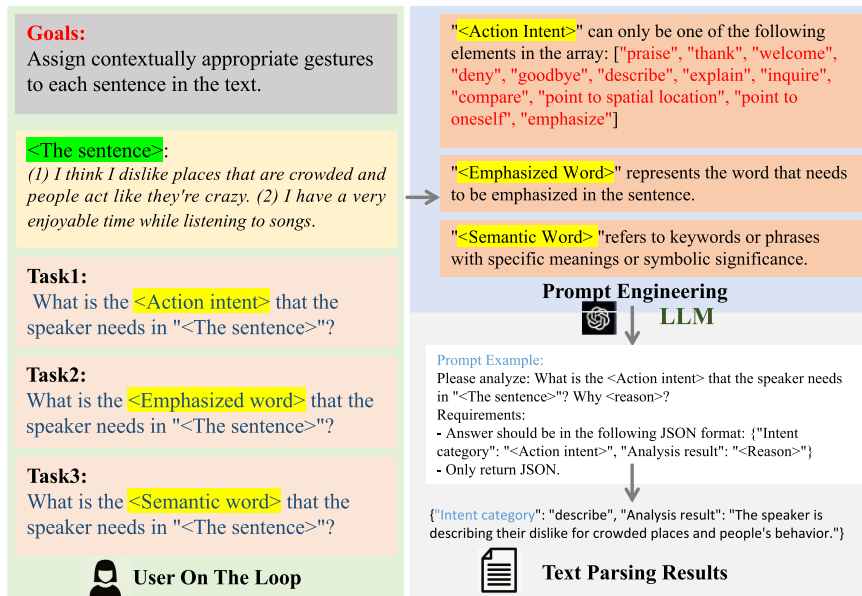 Goals:
Assign contextually appropriate gestures
to each sentence in the text.
<The sentence>:
(1) I think I dislike places that are crowded and
people act like they're crazy. (2) I have a very
enjoyable time while listening to songs.
Task1:
What is the <Action intent> that the
speaker needs in "<The sentence>"?
Task2:
What is the <Emphasized word> that the
speaker needs in "<The sentence>"?
Task3:
What is the <Semantic word> that the
speaker needs in "<The sentence>"?
User On The Loop
"<Action Intent>" can only be one of the following
elements in the array: ["praise", "thank", "welcome",
"deny", "goodbye", "describe", "explain", "inquire",
"compare", "point to spatial location", "point to
oneself", "emphasize"]
"<Emphasized Word>" represents the word that needs
to be emphasized in the sentence.
"<Semantic Word> "refers to keywords or phrases
with specific meanings or symbolic significance.
Prompt Engineering
LLM
Prompt Example:
Please analyze: What is the <Action intent> that the speaker needs
in "<The sentence>"? Why <reason>?
Requirements:
- Answer should be in the following JSON format: {"Intent
category": "<Action intent>", "Analysis result": "<Reason>"}
- Only return JSON.
{"Intent category": "describe", "Analysis result": "The speaker is
describing their dislike for crowded places and people's behavior."}
Text Parsing Results